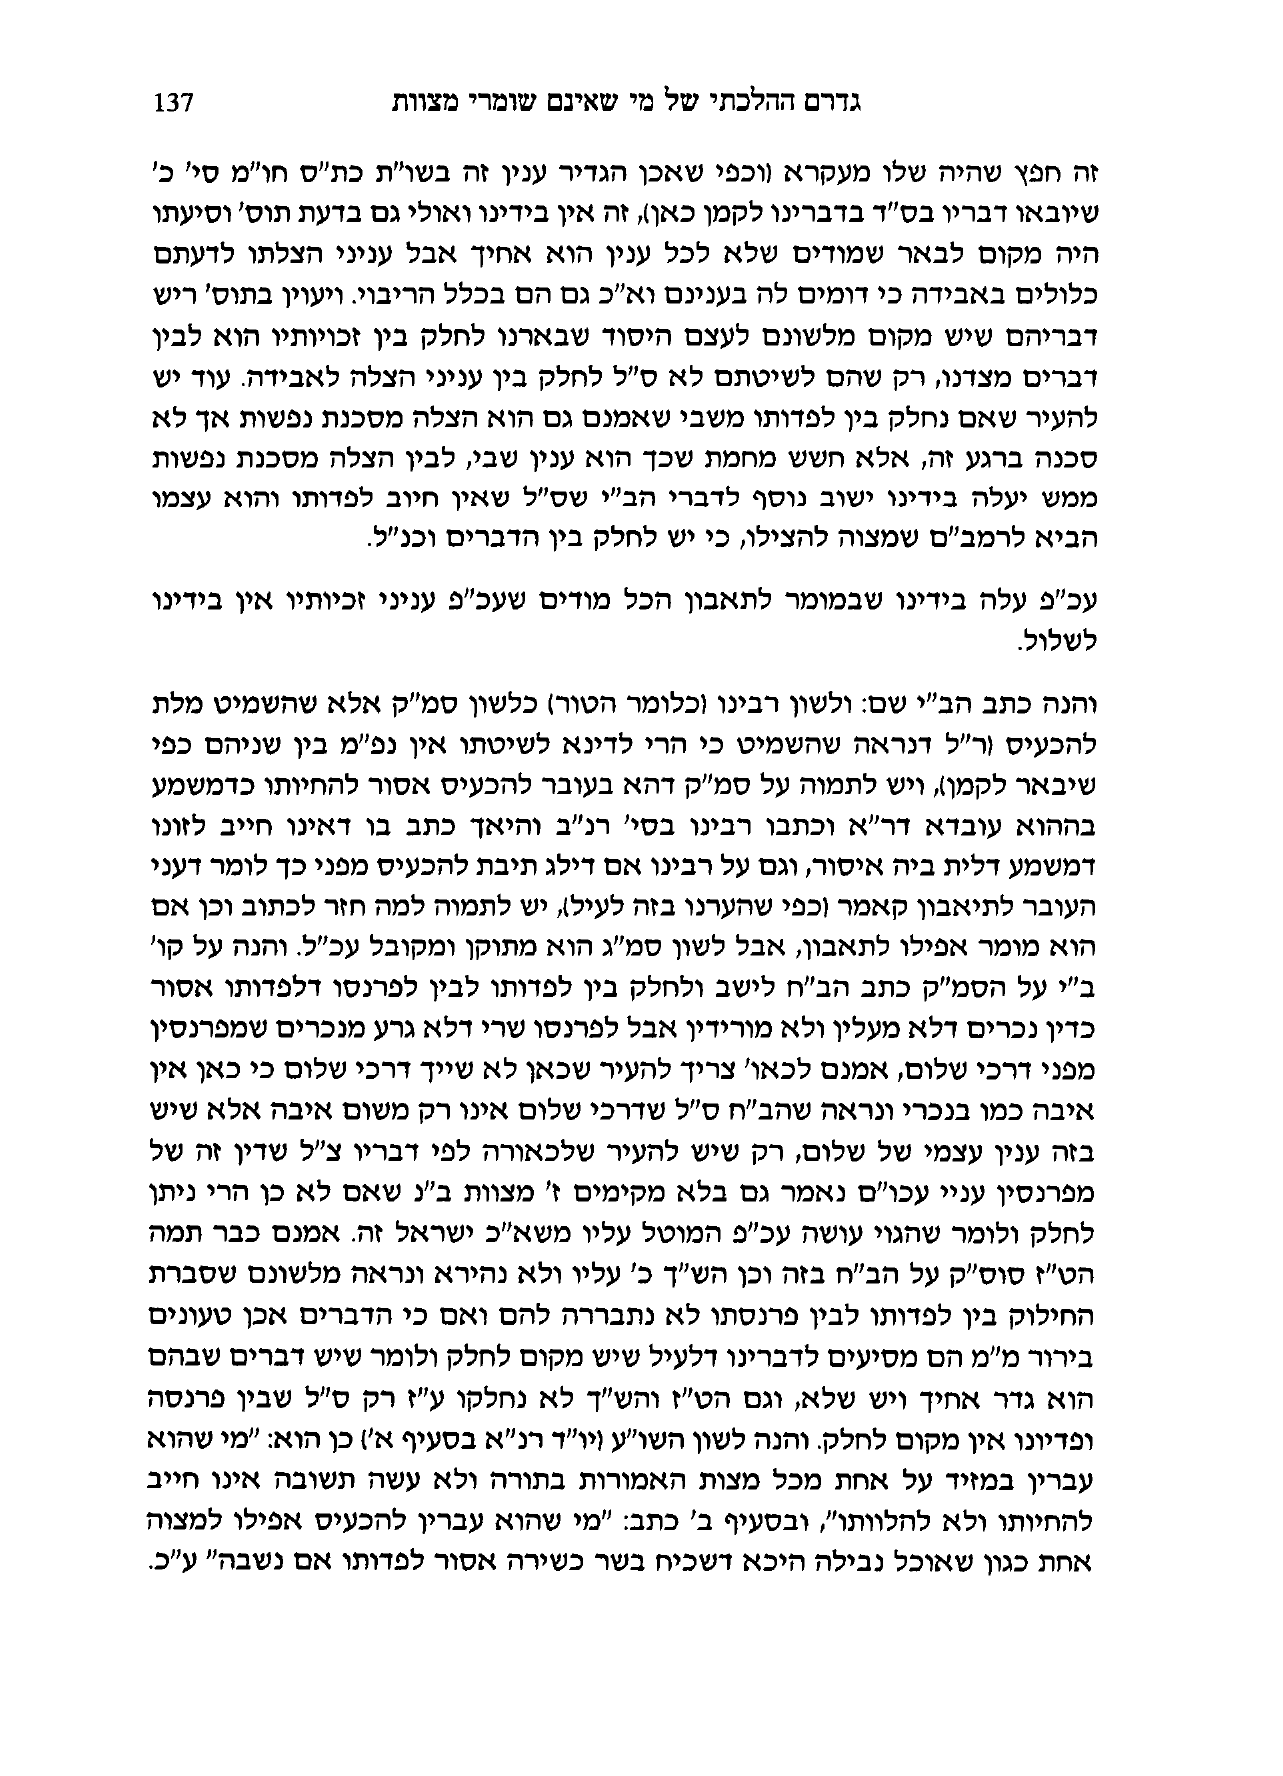 גדרם ההלכתי של מי שאינם שומרי מצוות 137
זה חפץ שהיה שלו מעקרא (וכפי שאכן הגדיר ענין זה בשו"ת כת"ס חו"מ סי' כ'
שיובאו דבריו בס"ד בדברינו לקמן כאן), זה אין בידינו ואולי גם בדעת תוס' וסיעתו
היה מקום לבאר שמודים שלא לכל ענין הוא אחיך אבל עניני הצלתו לדעתם
כלולים באבידה כי דומים לה בענינם וא"כ גם הם בכלל הריבוי. ויעוין בתוס' ריש
דבריהם שיש מקום מלשונם לעצם היסוד שבארנו לחלק בין זכויותיו הוא לבין
דברים מצדנו, רק שהם לשיטתם לא ס"ל לחלק בין עניני הצלה לאבידה. עוד יש
להעיר שאם נחלק בין לפדותו משבי שאמנם גם הוא הצלה מסכנת נפשות אך לא
סכנה ברגע זה, אלא חשש מחמת שכך הוא ענין שבי, לבין הצלה מסכנת נפשות
ממש יעלה בידינו ישוב נוסף לדברי הב"י שס"ל שאין חיוב לפדותו והוא עצמו
הביא לרמב"ם שמצוה להצילו, כי יש לחלק בין הדברים וכנ"ל.
עכ"פ עלה בידינו שבמומר לתאבון הכל מודים שעכ"פ עניני זכיותיו אין בידינו
לשלול.
והנה כתב הב"י שם: ולשון רבינו (כלומר הטור) כלשון סמ"ק אלא שהשמיט מלת
להכעיס (ר"ל דנראה שהשמיט כי הרי לדינא לשיטתו אין נפ"מ בין שניהם כפי
שיבאר לקמן), ויש לתמוה על סמ"ק דהא בעובר להכעיס אסור להחיותו כדמשמע
בההוא עובדא דר"א וכתבו רבינו בסי' רנ"ב והיאך כתב בו דאינו חייב לזונו
דמשמע דלית ביה איסור, וגם על רבינו אם דילג תיבת להכעיס מפני כך לומר דעני
העובר לתיאבון קאמר (כפי שהערנו בזה לעיל), יש לתמוה למה חזר לכתוב וכן אם
הוא מומר אפילו לתאבון, אבל לשון סמ"ג הוא מתוקן ומקובל עכ"ל. והנה על קו'
ב"י על הסמ"ק כתב הב"ח לישב ולחלק בין לפדותו לבין לפרנסו דלפדותו אסור
כדין נכרים דלא מעלין ולא מורידין אבל לפרנסו שרי דלא גרע מנכרים שמפרנסין
מפני דרכי שלום, אמנם לכאו' צריך להעיר שכאן לא שייך דרכי שלום כי כאן אין
איבה כמו בנכרי ונראה שהב"ח ס"ל שדרכי שלום אינו רק משום איבה אלא שיש
בזה ענין עצמי של שלום, רק שיש להעיר שלכאורה לפי דבריו צ"ל שדין זה של
מפרנסין עניי עכו"ם נאמר גם בלא מקימים ז' מצוות ב"נ שאם לא כן הרי ניתן
לחלק ולומר שהגוי עושה עכ"פ המוטל עליו משא"כ ישראל זה. אמנם כבר תמה
הט"ז סוס"ק על הב"ח בזה וכן הש"ך כ' עליו ולא נהירא ונראה מלשונם שסברת
החילוק בין לפדותו לבין פרנסתו לא נתבררה להם ואם כי הדברים אכן טעונים
בירור מ"מ הם מסיעים לדברינו דלעיל שיש מקום לחלק ולומר שיש דברים שבהם
הוא גדר אחיך ויש שלא, וגם הט"ז והש"ך לא נחלקו ע"ז רק ס"ל שבין פרנסה
ופדיונו אין מקום לחלק. והנה לשון השו"ע (יו"ד רנ"א בסעיף א') כן הוא: "מי שהוא
עבריין במזיד על אחת מכל מצות האמורות בתורה ולא עשה תשובה אינו חייב
להחיותו ולא להלוותו", ובסעיף ב' כתב: "מי שהוא עבריין להכעיס אפילו למצוה
אחת כגון שאוכל נבילה היכא דשכיח בשר כשירה אסור לפדותו אם נשבה" ע"כ.